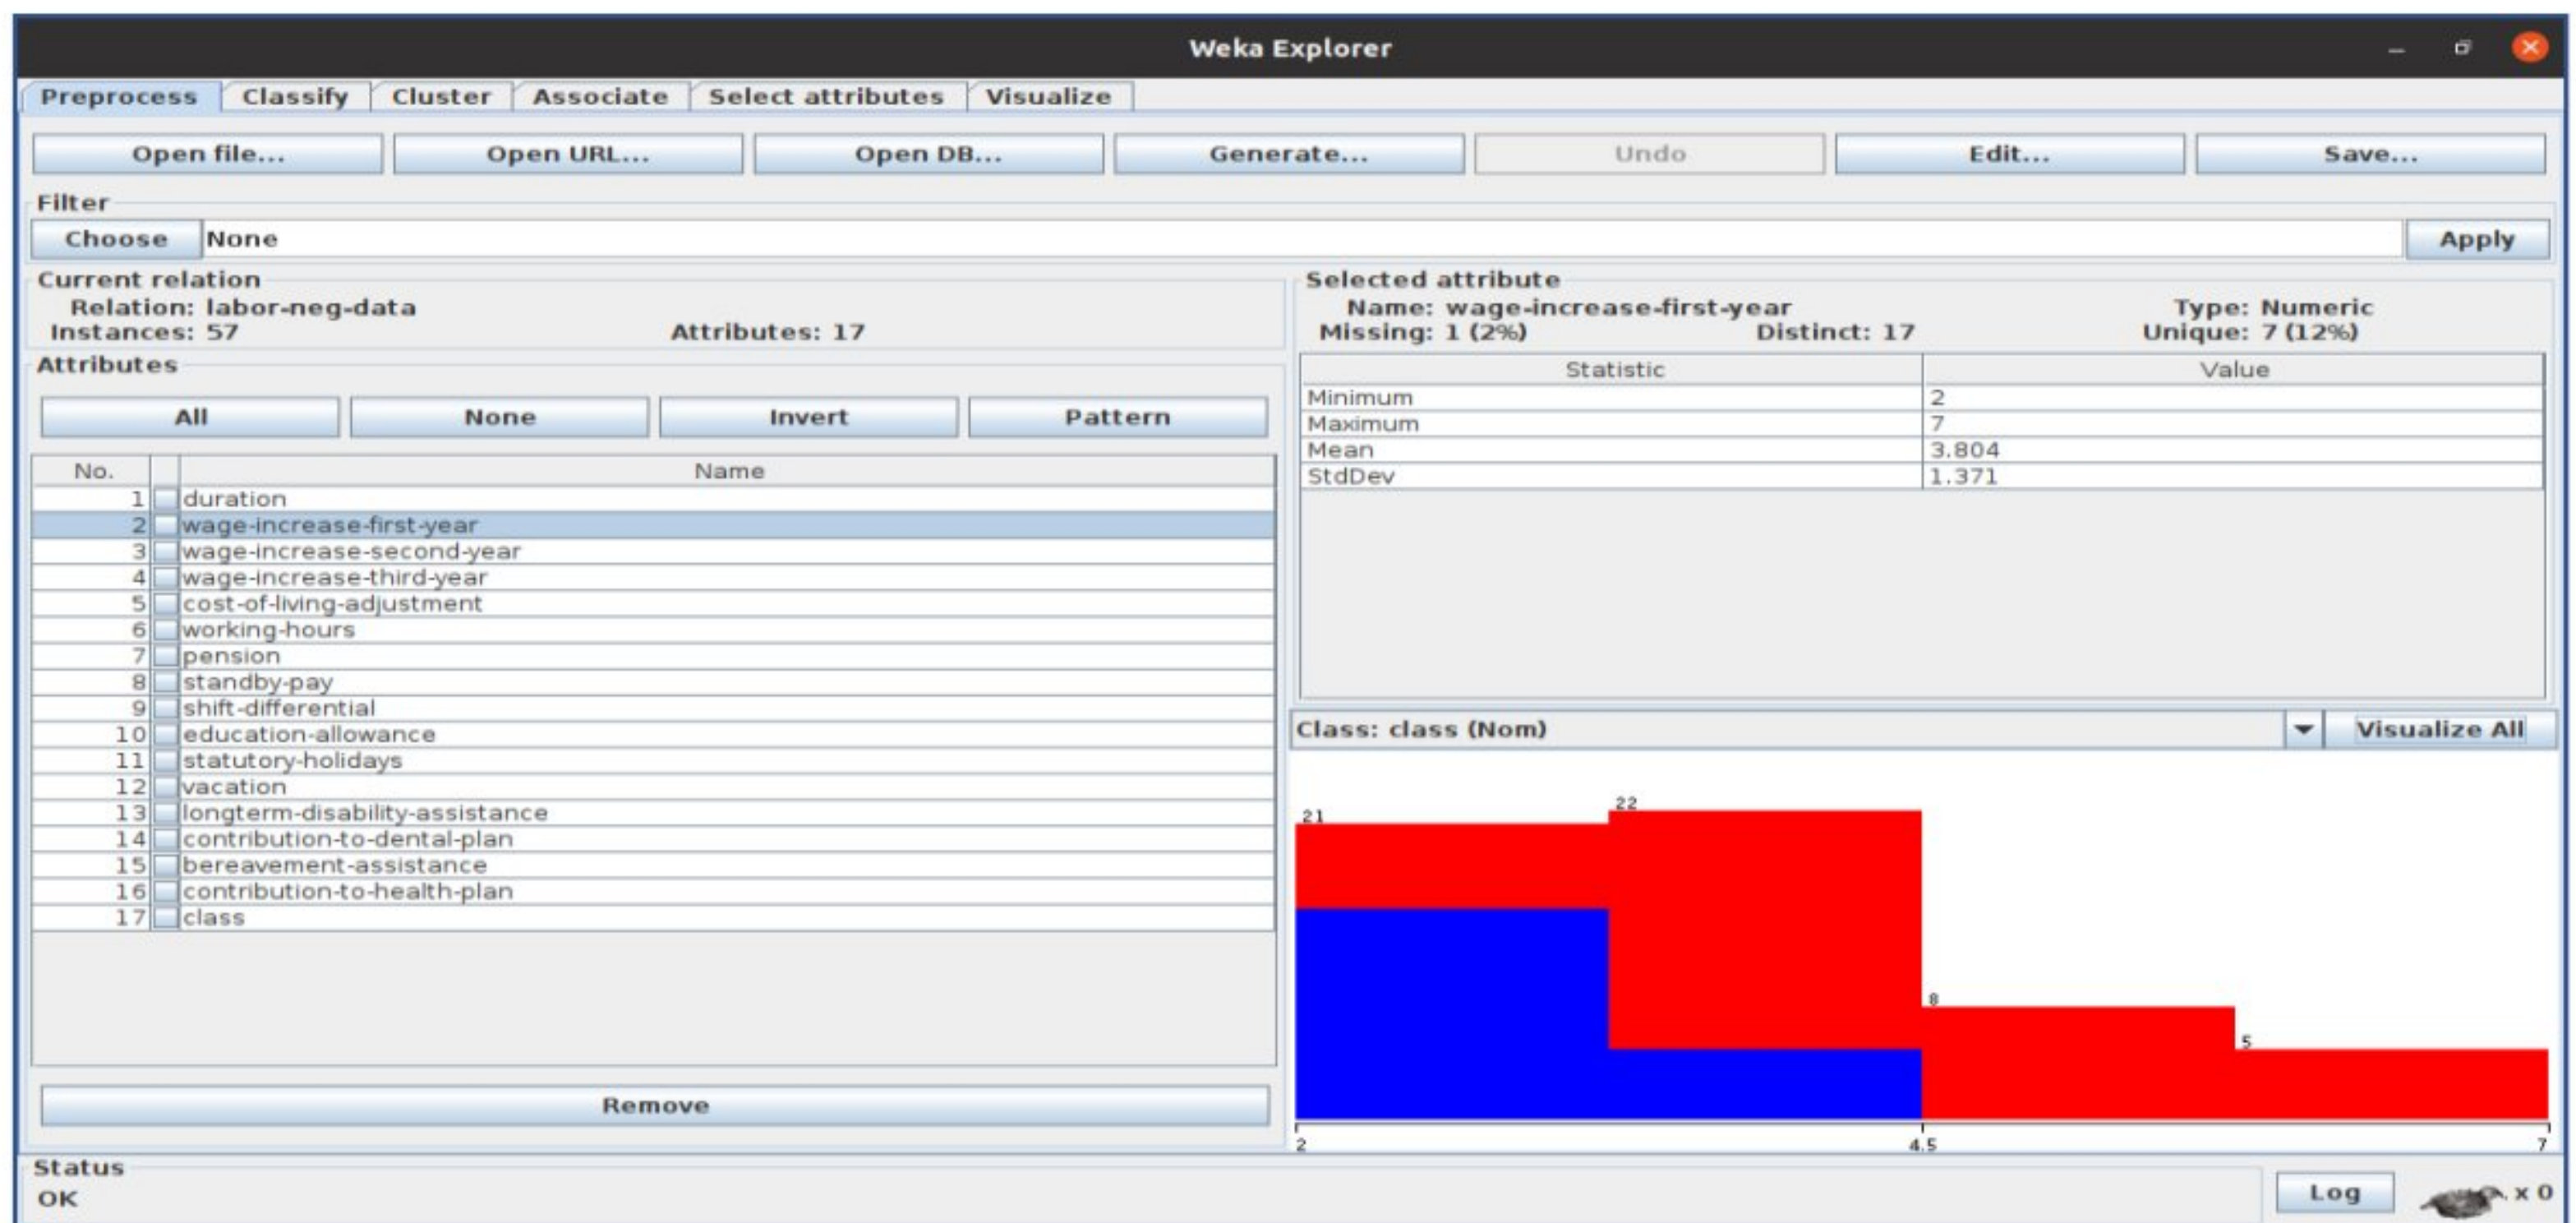 Weka Explorer
Preprocess Classify Cluster Associate Select attributes Visualize
Open file... Open URL... Open DB... Generate... Undo Edit... Save...
Filter
Choose None Apply
Current relation
Relation: labor-neg-data
Instances: 57 Attributes: 17
Attributes
All None Invert Pattern
No. Name
1 duration
2 wage-increase-first-year
3 wage-increase-second-year
4 wage-increase-third-year
5 cost-of-living-adjustment
6 working-hours
7 pension
8 standby-pay
9 shift-differential
10 education-allowance
11 statutory-holidays
12 vacation
13 longterm-disability-assistance
14 contribution-to-dental-plan
15 bereavement-assistance
16 contribution-to-health-plan
17 class
Remove
Selected attribute
Name: wage-increase-first-year Type: Numeric
Missing: 1 (2%) Distinct: 17 Unique: 7 (12%)
Statistic Value
Minimum 2
Maximum 7
Mean 3.804
StdDev 1.371
Class: class (Nom) Visualize All
21 22 8 5
2 4.5 7
Status
OK
Log x 0